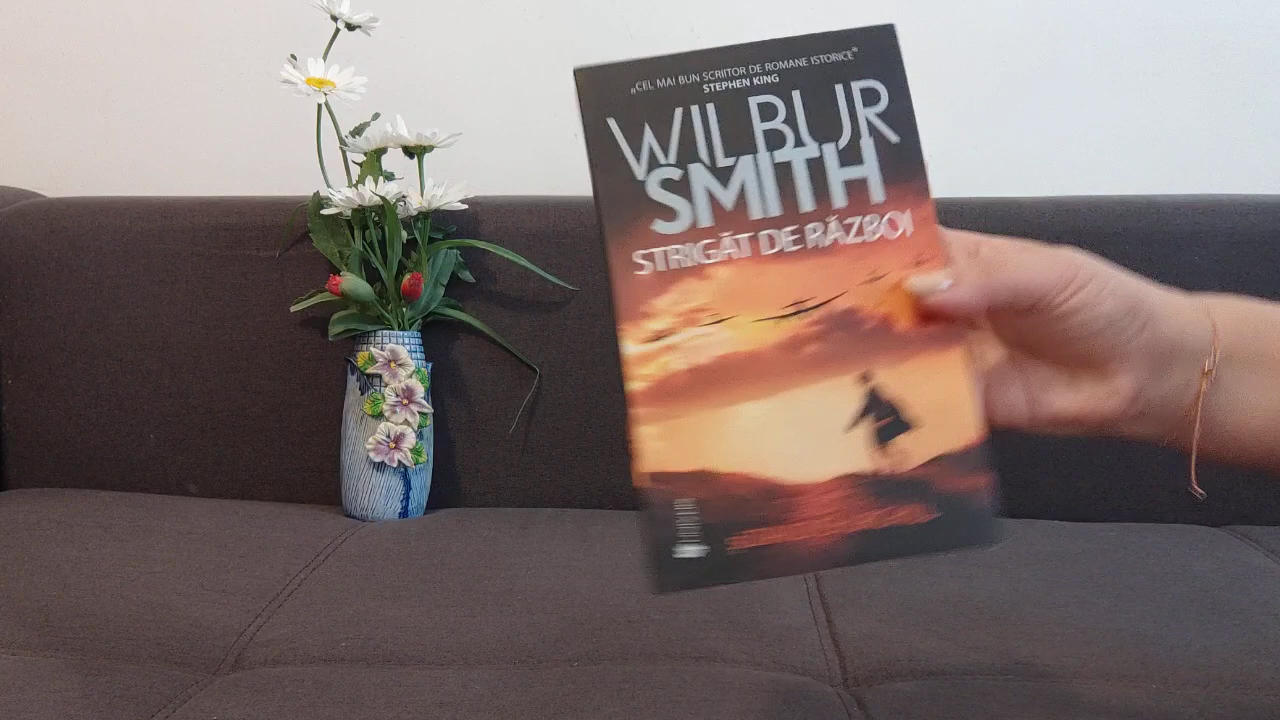 „CEL MAI BUN SCRIITOR DE ROMANE ISTORICE"
STEPHEN KING
WILBUR
SMITH
STRIGĂT DE RĂZBOI